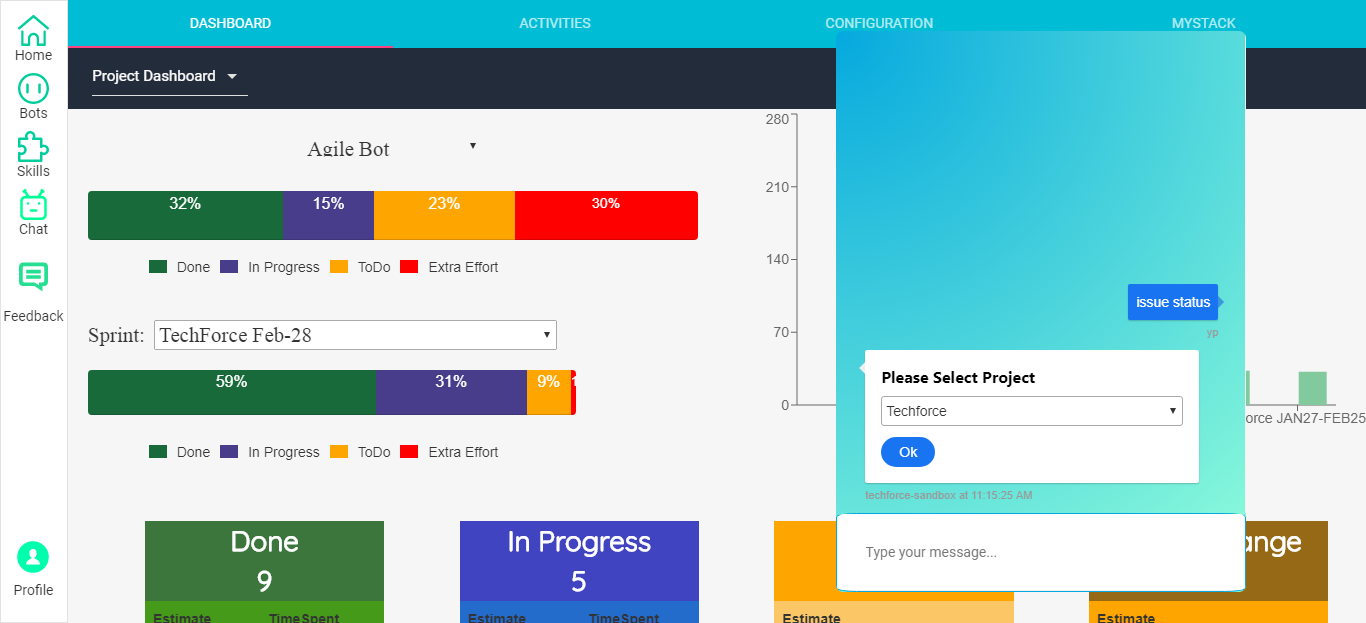 DASHBOARD
ACTIVITIES
CONFIGURATION
MYSTACK
Home
Bots
Skills
Chat
Feedback
Profile
Project Dashboard
Agile Bot
32%
15%
23%
30%
Done
In Progress
ToDo
Extra Effort
Sprint:
TechForce Feb-28
59%
31%
9%
Done
In Progress
ToDo
Extra Effort
280
210
140
70
0
JAN27-FEB25
issue status
yp
Please Select Project
Techforce
Ok
techforce-sandbox at 11:15:25 AM
Type your message...
Done
9
Estimate
TimeSpent
In Progress
5
Estimate
TimeSpent
Estimate
Estimate